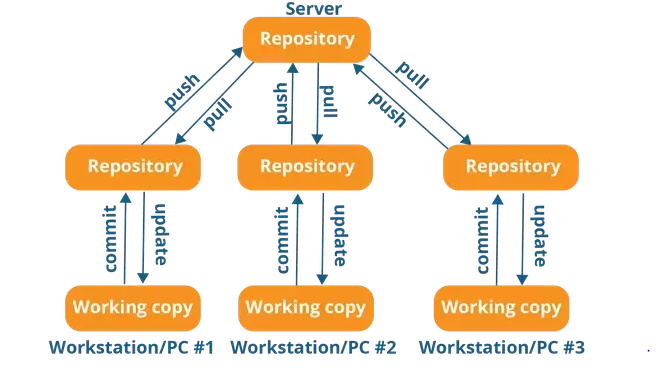 Server
Repository
push
pull
push
pull
pull
push
Repository
Repository
Repository
commit
update
commit
update
commit
update
Working copy
Working copy
Working copy
Workstation/PC #1
Workstation/PC #2
Workstation/PC #3